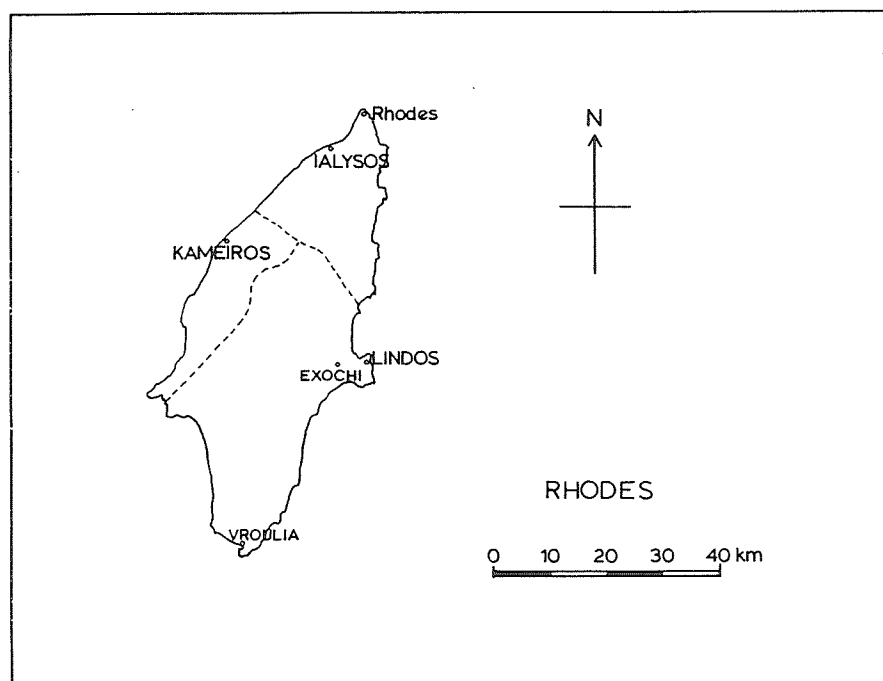 Rhodes
N
IALYSOS
KAMEIROS
LINDOS
EXOCHI
RHODES
VROULIA
0 10 20 30 40 km